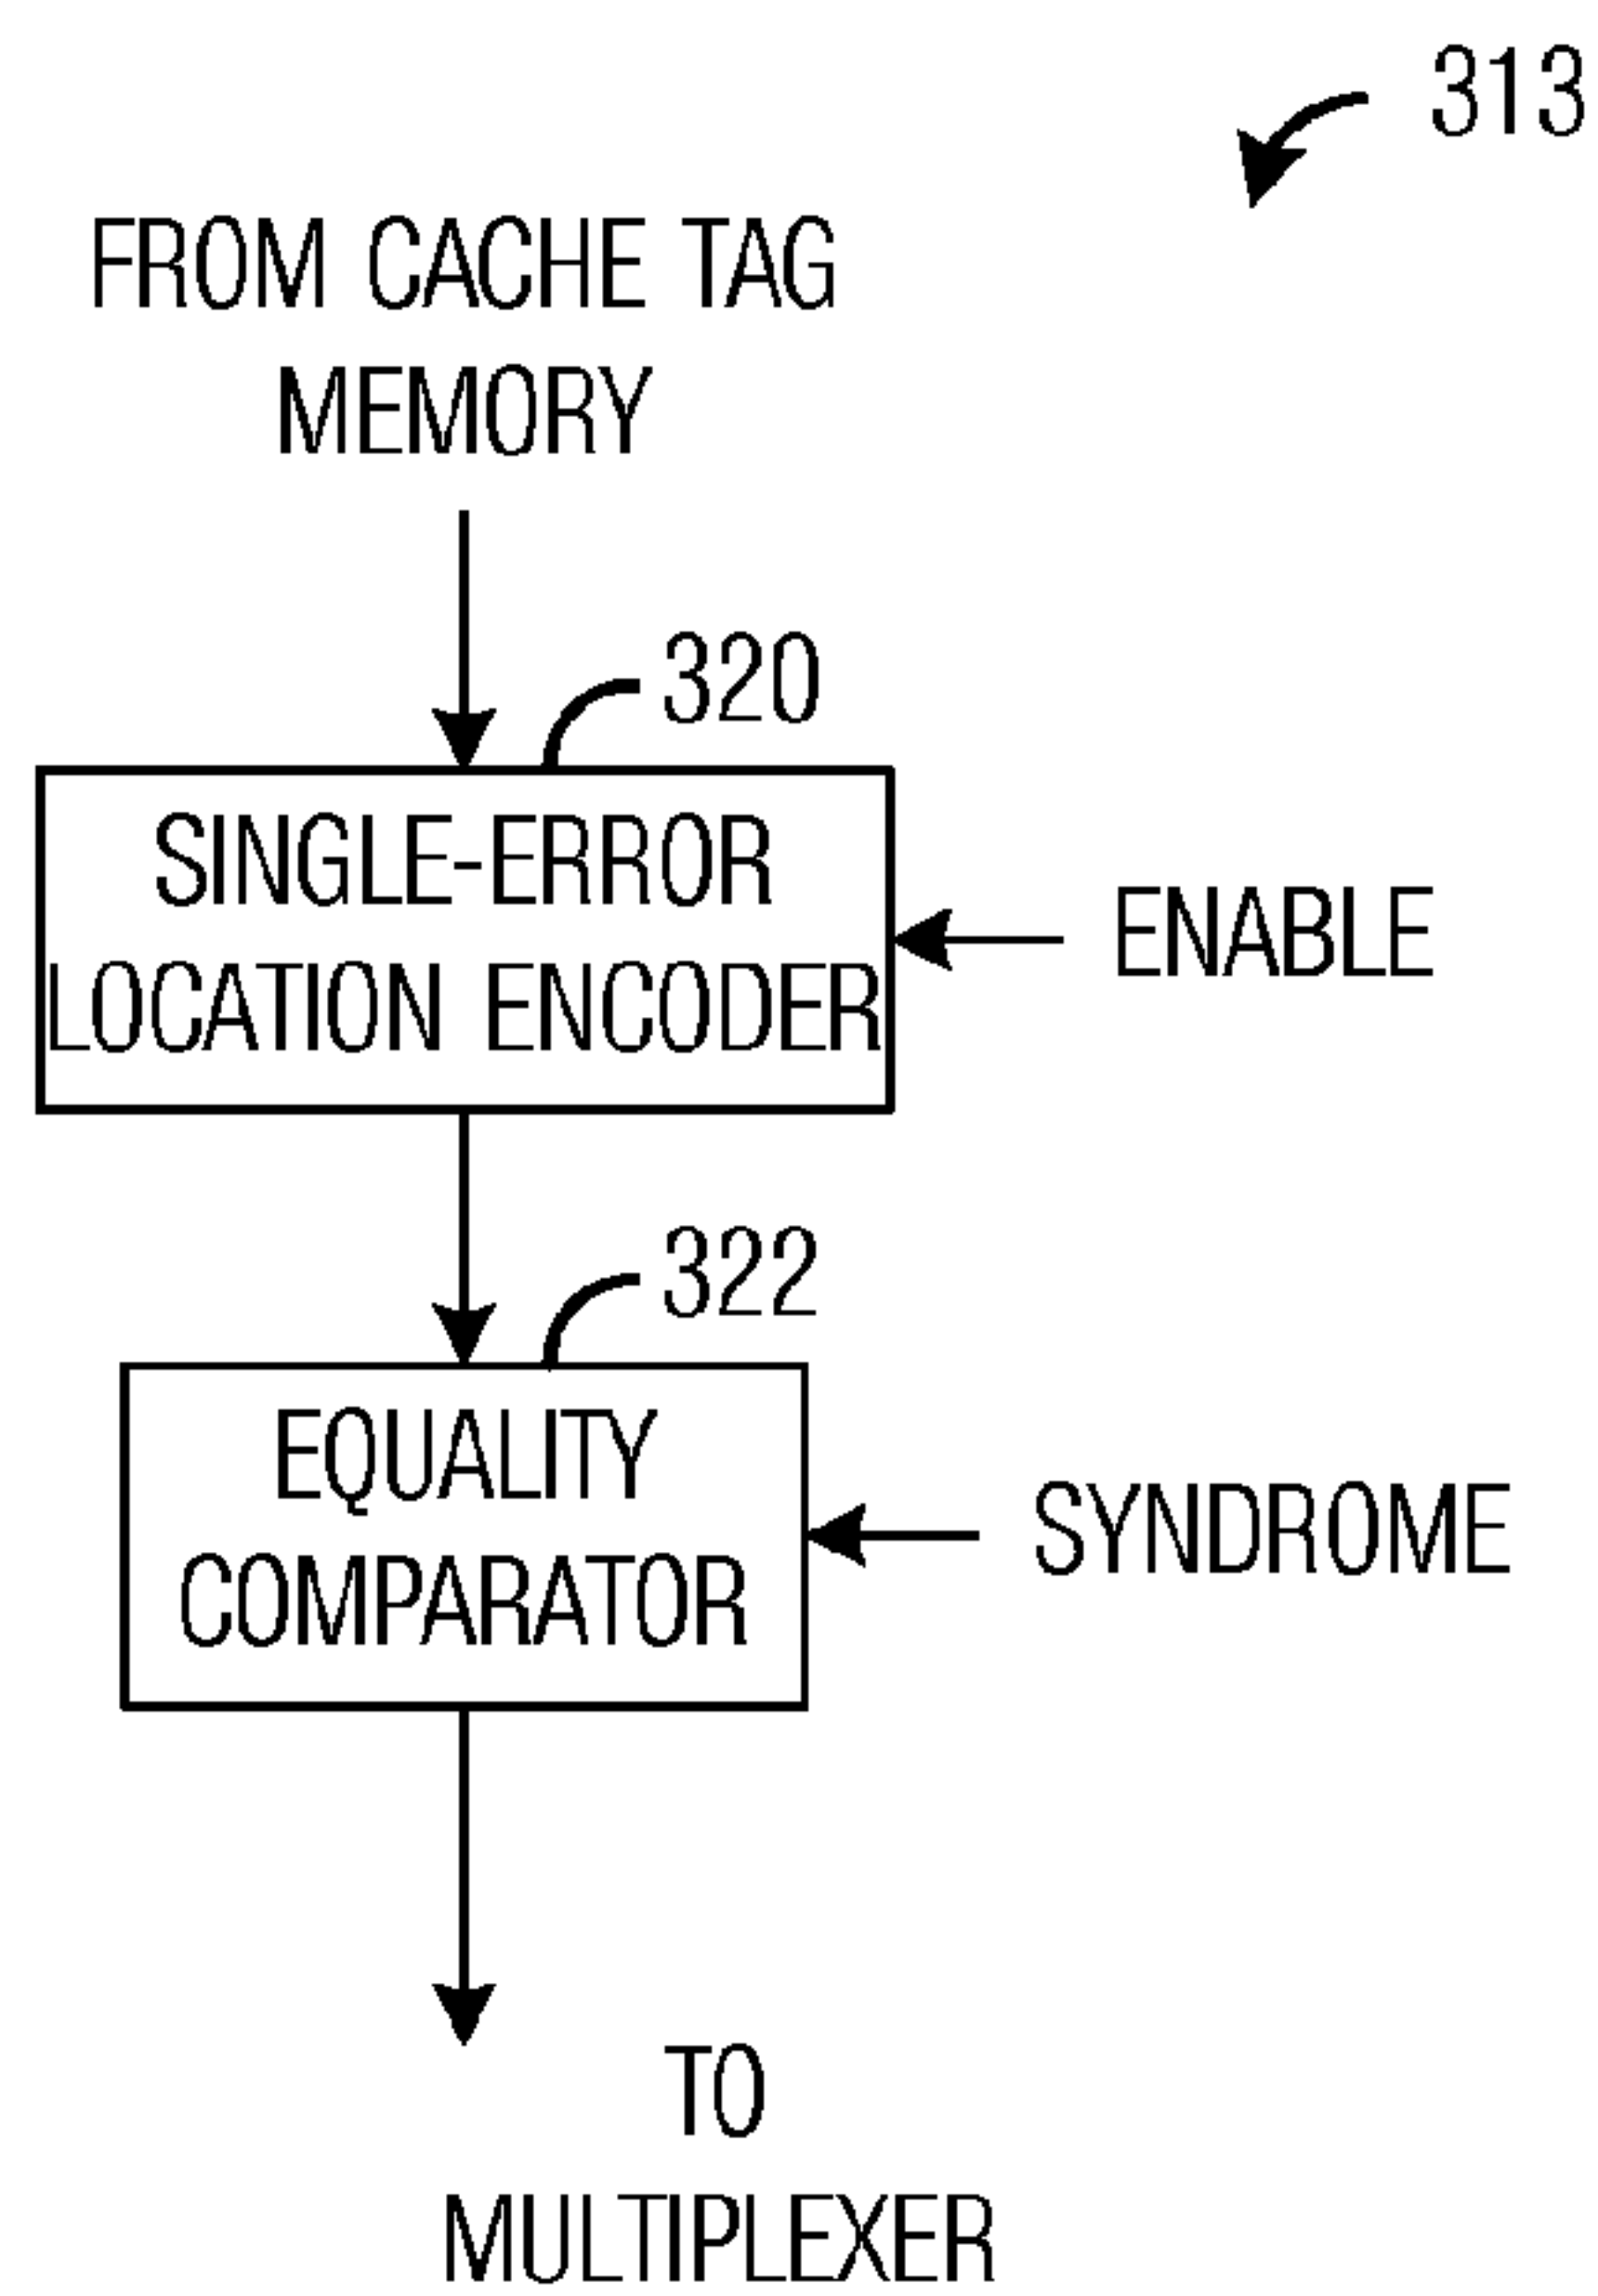 313
FROM CACHE TAG
MEMORY
320
SINGLE-ERROR
LOCATION ENCODER
ENABLE
322
EQUALITY
COMPARATOR
SYNDROME
TO
MULTIPLEXER